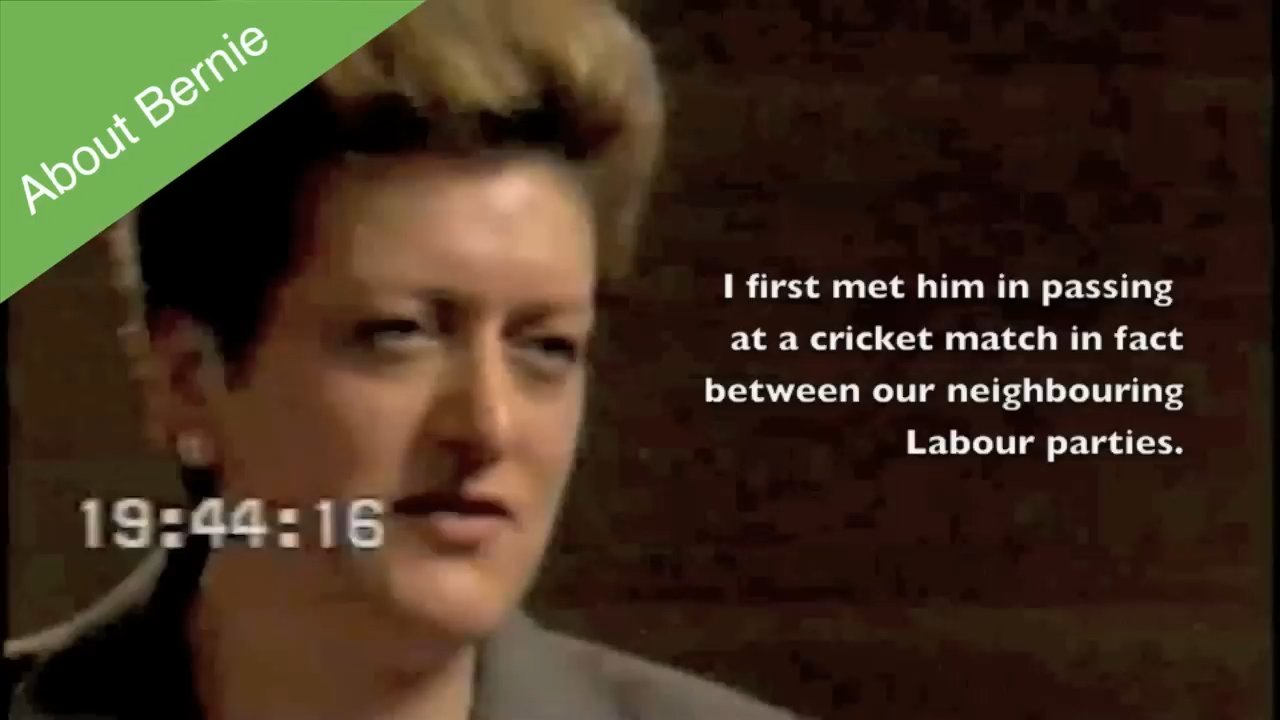 About Bernie
I first met him in passing
at a cricket match in fact
between our neighbouring
Labour parties.
19:44:16